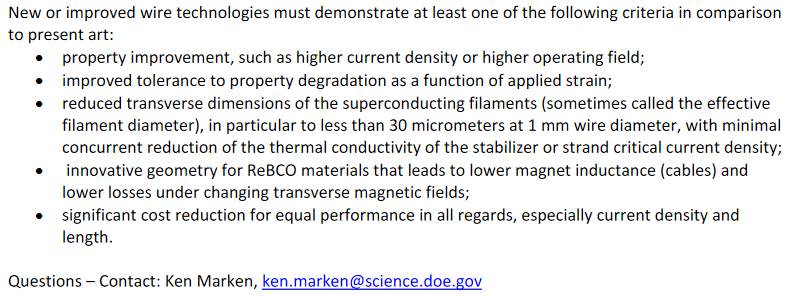 New or improved wire technologies must demonstrate at least one of the following criteria in comparison
to present art:
• property improvement, such as higher current density or higher operating field;
• improved tolerance to property degradation as a function of applied strain;
• reduced transverse dimensions of the superconducting filaments (sometimes called the effective
filament diameter), in particular to less than 30 micrometers at 1 mm wire diameter, with minimal
concurrent reduction of the thermal conductivity of the stabilizer or strand critical current density;
• innovative geometry for ReBCO materials that leads to lower magnet inductance (cables) and
lower losses under changing transverse magnetic fields;
• significant cost reduction for equal performance in all regards, especially current density and
length.
Questions – Contact: Ken Marken, ken.marken@science.doe.gov